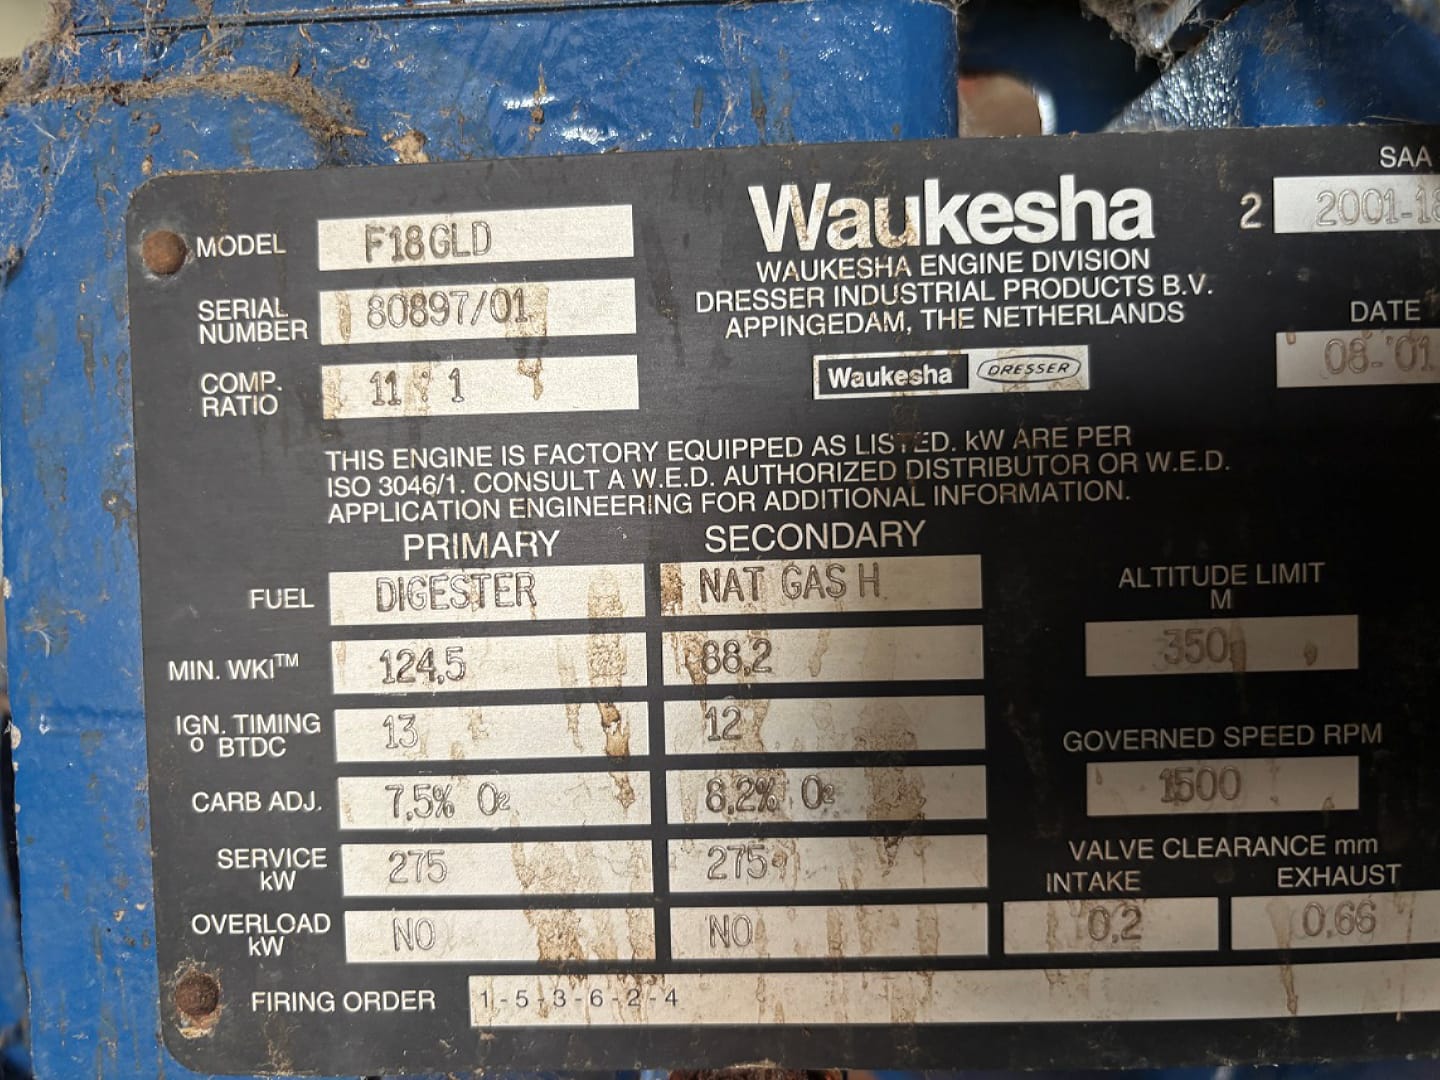 SAA
MODEL F18GLD
Waukesha
2 2001-18
WAUKESHA ENGINE DIVISION
DRESSER INDUSTRIAL PRODUCTS B.V.
APPINGEDAM, THE NETHERLANDS
SERIAL
NUMBER
80897/01
DATE
08-'01
Waukesha DRESSER
COMP.
RATIO
11 : 1
THIS ENGINE IS FACTORY EQUIPPED AS LISTED. kW ARE PER
ISO 3046/1. CONSULT A W.E.D. AUTHORIZED DISTRIBUTOR OR W.E.D.
APPLICATION ENGINEERING FOR ADDITIONAL INFORMATION.
PRIMARY SECONDARY
FUEL DIGESTER NAT GAS H
ALTITUDE LIMIT
M
350
MIN. WKI™ 124,5 88,2
IGN. TIMING
° BTDC
13 12
GOVERNED SPEED RPM
1500
CARB ADJ. 7,5% O2 8,2% O2
SERVICE
kW
275 275
VALVE CLEARANCE mm
INTAKE EXHAUST
0,2 0,66
OVERLOAD
kW
NO NO
FIRING ORDER 1-5-3-6-2-4